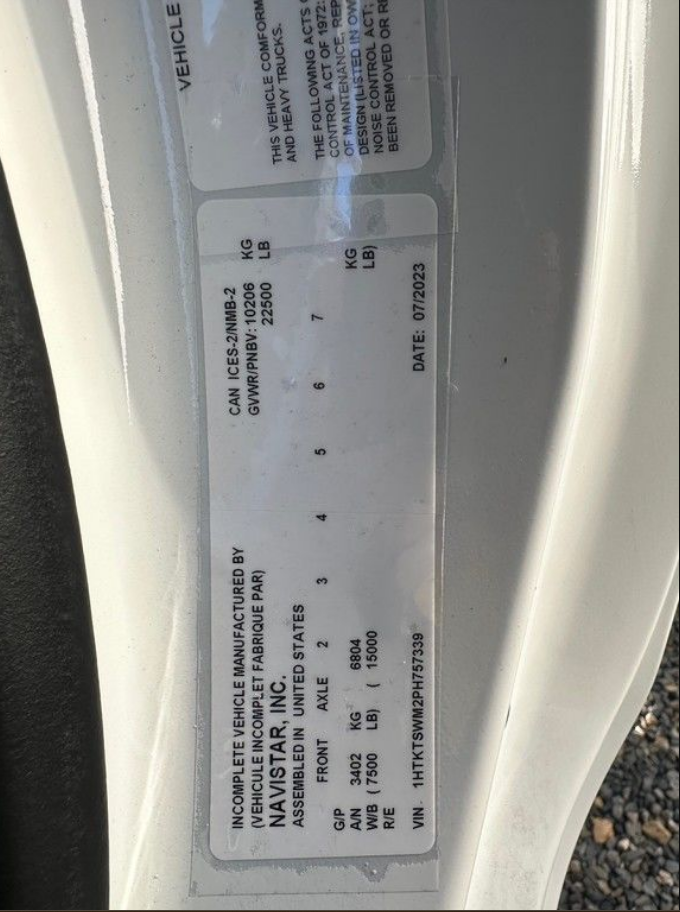 INCOMPLETE VEHICLE MANUFACTURED BY
(VEHICULE INCOMPLET FABRIQUE PAR)
NAVISTAR, INC.
ASSEMBLED IN UNITED STATES
CAN ICES-2/NMB-2
GVWR/PNBV: 10206 KG
22500 LB
FRONT AXLE 2 3 4 5 6 7
G/P
A/N 3402 KG 6804 KG
W/B ( 7500 LB) ( 15000 LB)
R/E
VIN- 1HTKTSWM2PH757339 DATE: 07/2023
VEHICLE
THIS VEHICLE CONFORM
AND HEAVY TRUCKS.
THE FOLLOWING ACTS
CONTROL ACT OF 1972:
OF MAINTENANCE, REP
DESIGN (LISTED IN OW
NOISE CONTROL ACT;
BEEN REMOVED OR R